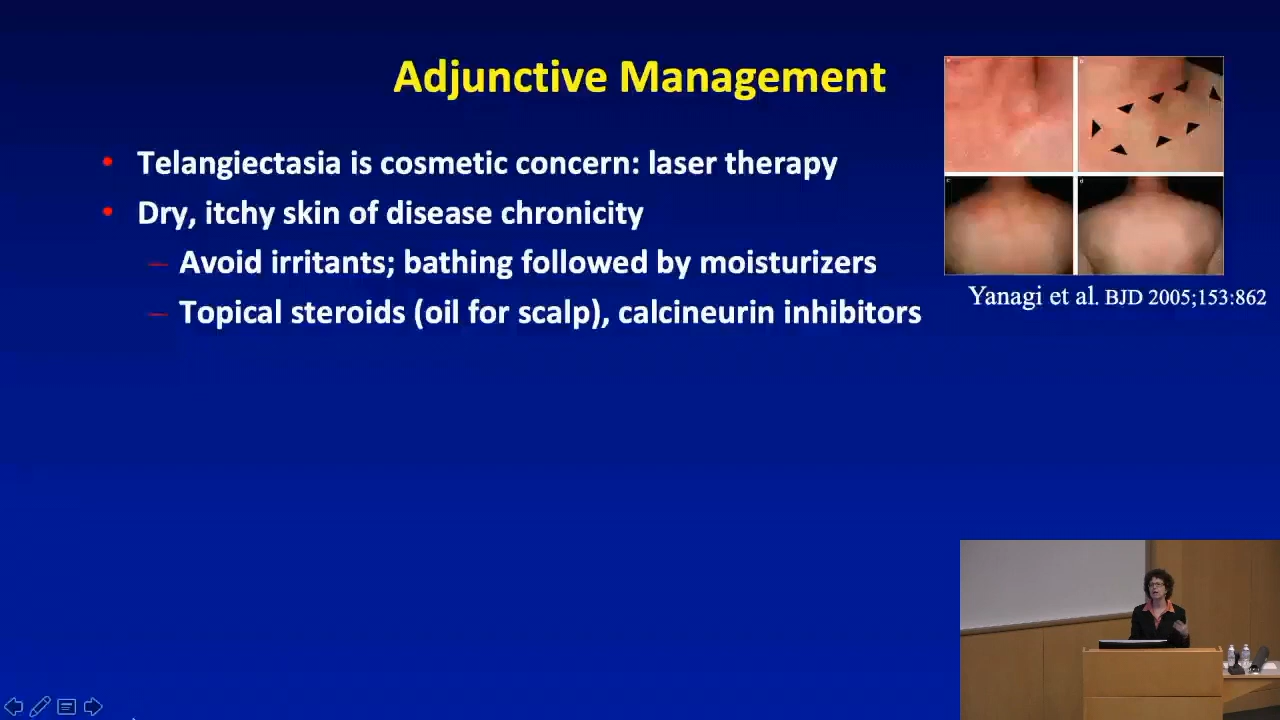 Adjunctive Management
• Telangiectasia is cosmetic concern: laser therapy
• Dry, itchy skin of disease chronicity
– Avoid irritants; bathing followed by moisturizers
– Topical steroids (oil for scalp), calcineurin inhibitors
Yanagi et al. BJD 2005;153:862